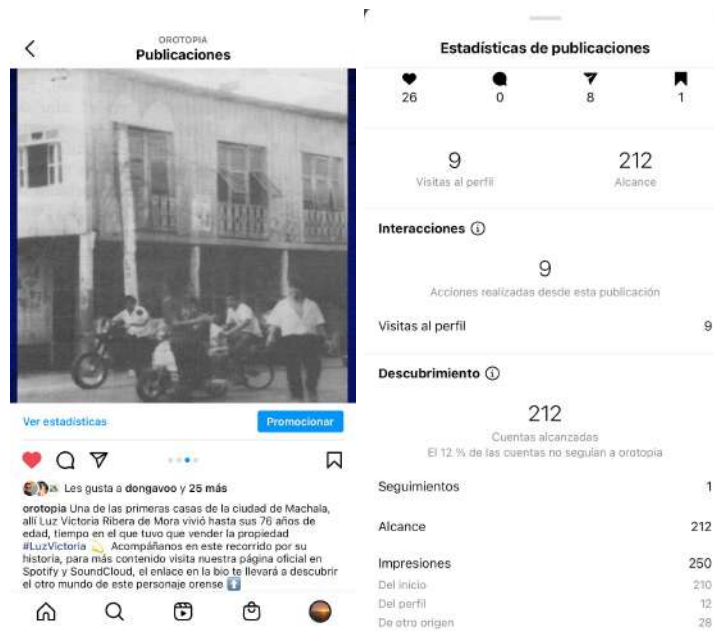 OROTOPIA
Publicaciones
Ver estadísticas
Promocionar
Les gusta a dongavoo y 25 más
orotopia Una de las primeras casas de la ciudad de Machala,
allí Luz Victoria Ribera de Mora vivió hasta sus 76 años de
edad, tiempo en el que tuvo que vender la propiedad
#LuzVictoria 💫 Acompáñanos en este recorrido por su
historia, para más contenido visita nuestra página oficial en
Spotify y SoundCloud, el enlace en la bio te llevará a descubrir
el otro mundo de este personaje orense ⬆️
Estadísticas de publicaciones
26 0 8 1
9 212
Visitas al perfil Alcance
Interacciones
9
Acciones realizadas desde esta publicación
Visitas al perfil 9
Descubrimiento
212
Cuentas alcanzadas
El 12 % de las cuentas no seguían a orotopia
Seguimientos 1
Alcance 212
Impresiones 250
Del inicio 210
Del perfil 12
De otro origen 28